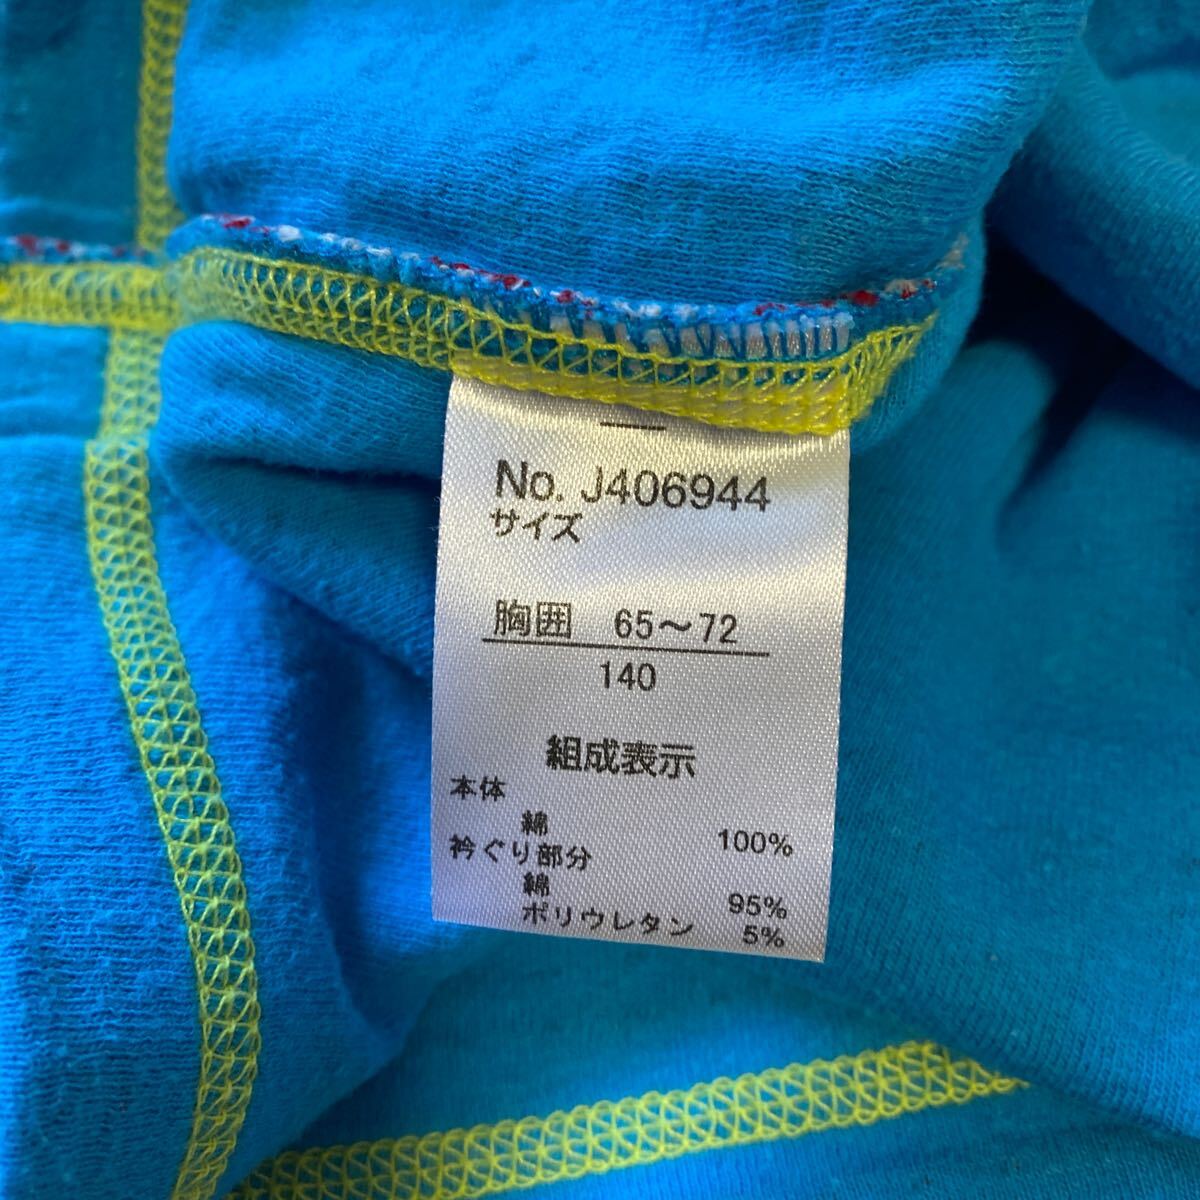 No. J406944
サイズ
胸囲 65～72
140
組成表示
本体
綿 100%
衿ぐり部分
綿 95%
ポリウレタン 5%